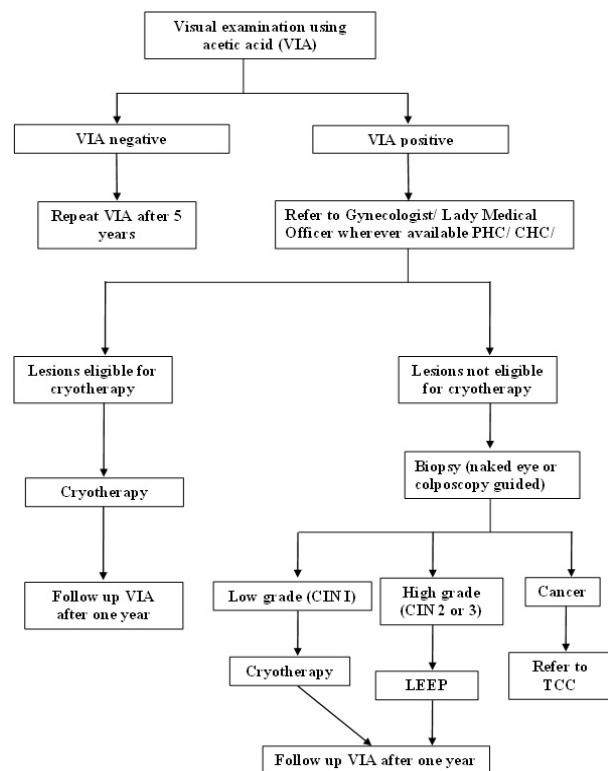 Visual examination using
acetic acid (VIA)
VIA negative
VIA positive
Repeat VIA after 5
years
Refer to Gynecologist/ Lady Medical
Officer wherever available PHC/ CHC/
Lesions eligible for
cryotherapy
Lesions not eligible
for cryotherapy
Cryotherapy
Biopsy (naked eye or
colposcopy guided)
Follow up VIA
after one year
Low grade (CIN I)
High grade
(CIN 2 or 3)
Cancer
Cryotherapy
LEEP
Refer to
TCC
Follow up VIA after one year